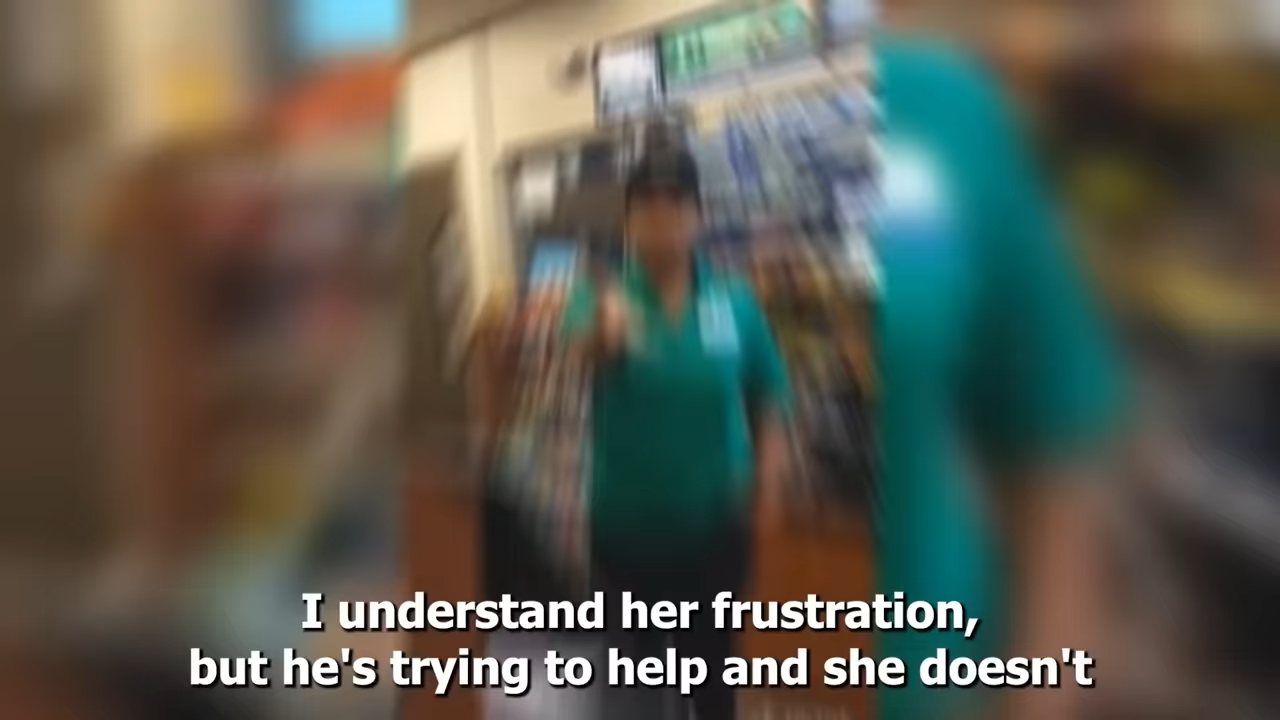 I understand her frustration,
but he's trying to help and she doesn't